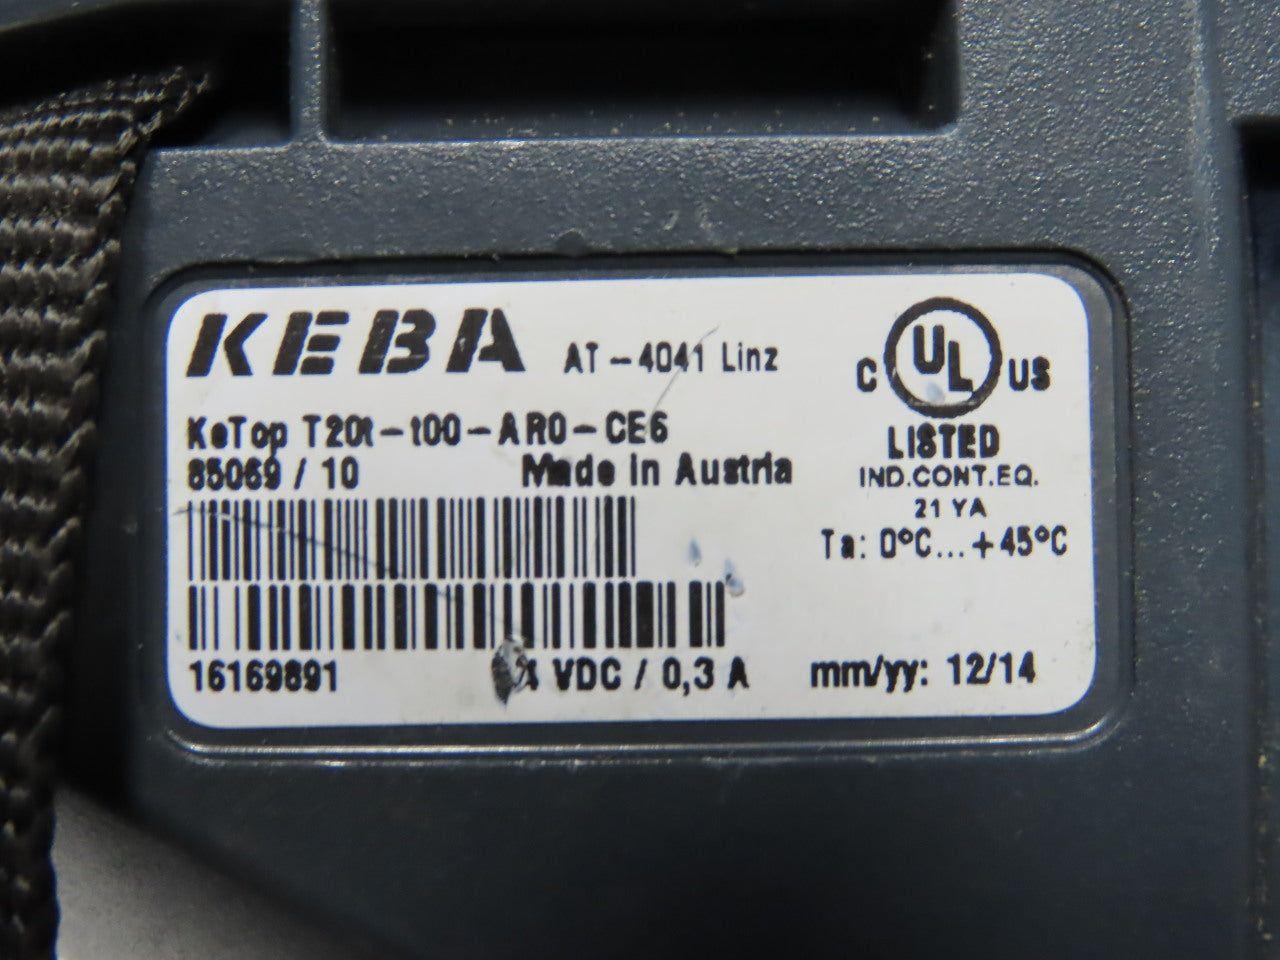 KEBA AT-4041 Linz
C UL US
LISTED
IND.CONT.EQ.
21 YA
KeTop T20t-t00-AR0-CE6
85069 / 10 Made in Austria
Ta: 0°C...+45°C
16169891 VDC / 0,3 A mm/yy: 12/14